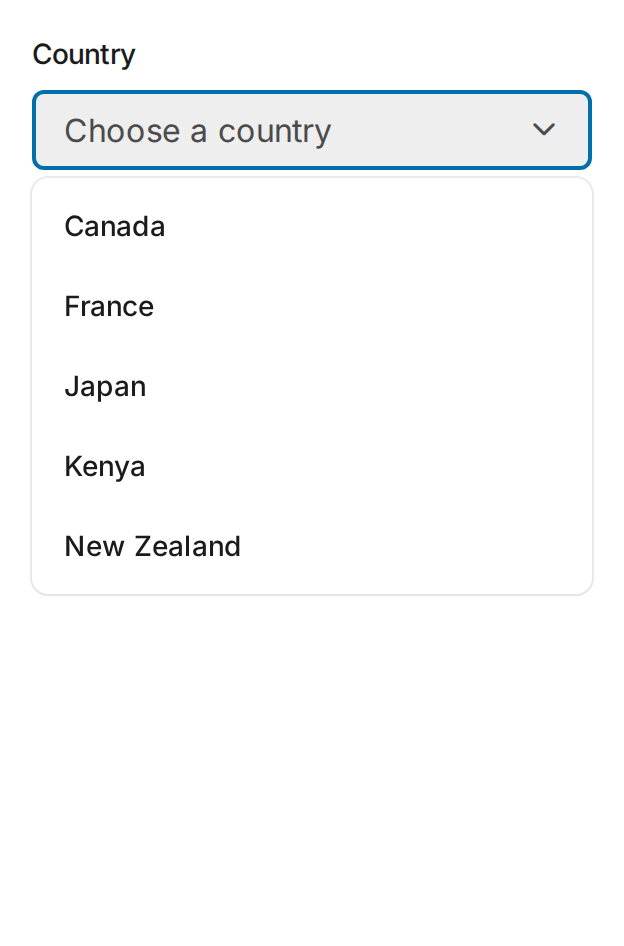 Country
Choose a country
Canada
France
Japan
Kenya
New Zealand